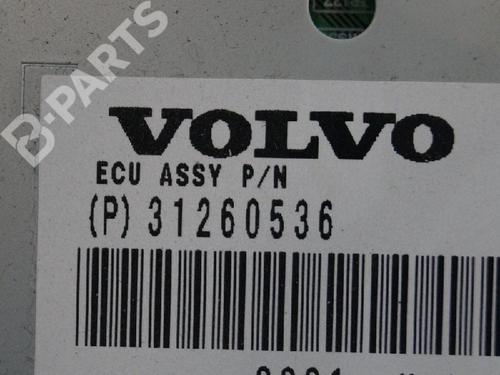 B-PARTS
VOLVO
ECU ASSY P/N
(P) 31260536